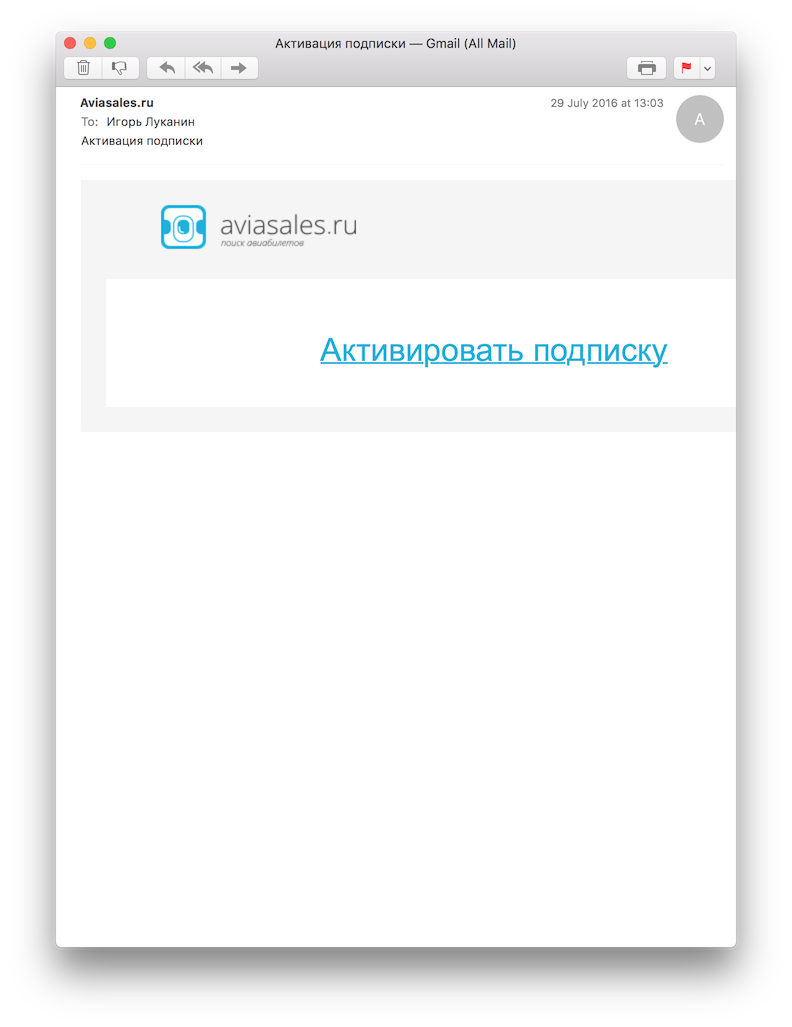 Активация подписки — Gmail (All Mail)
Aviasales.ru
29 July 2016 at 13:03
To: Игорь Луканин
Активация подписки
A
aviasales.ru
поиск авиабилетов
Активировать подписку